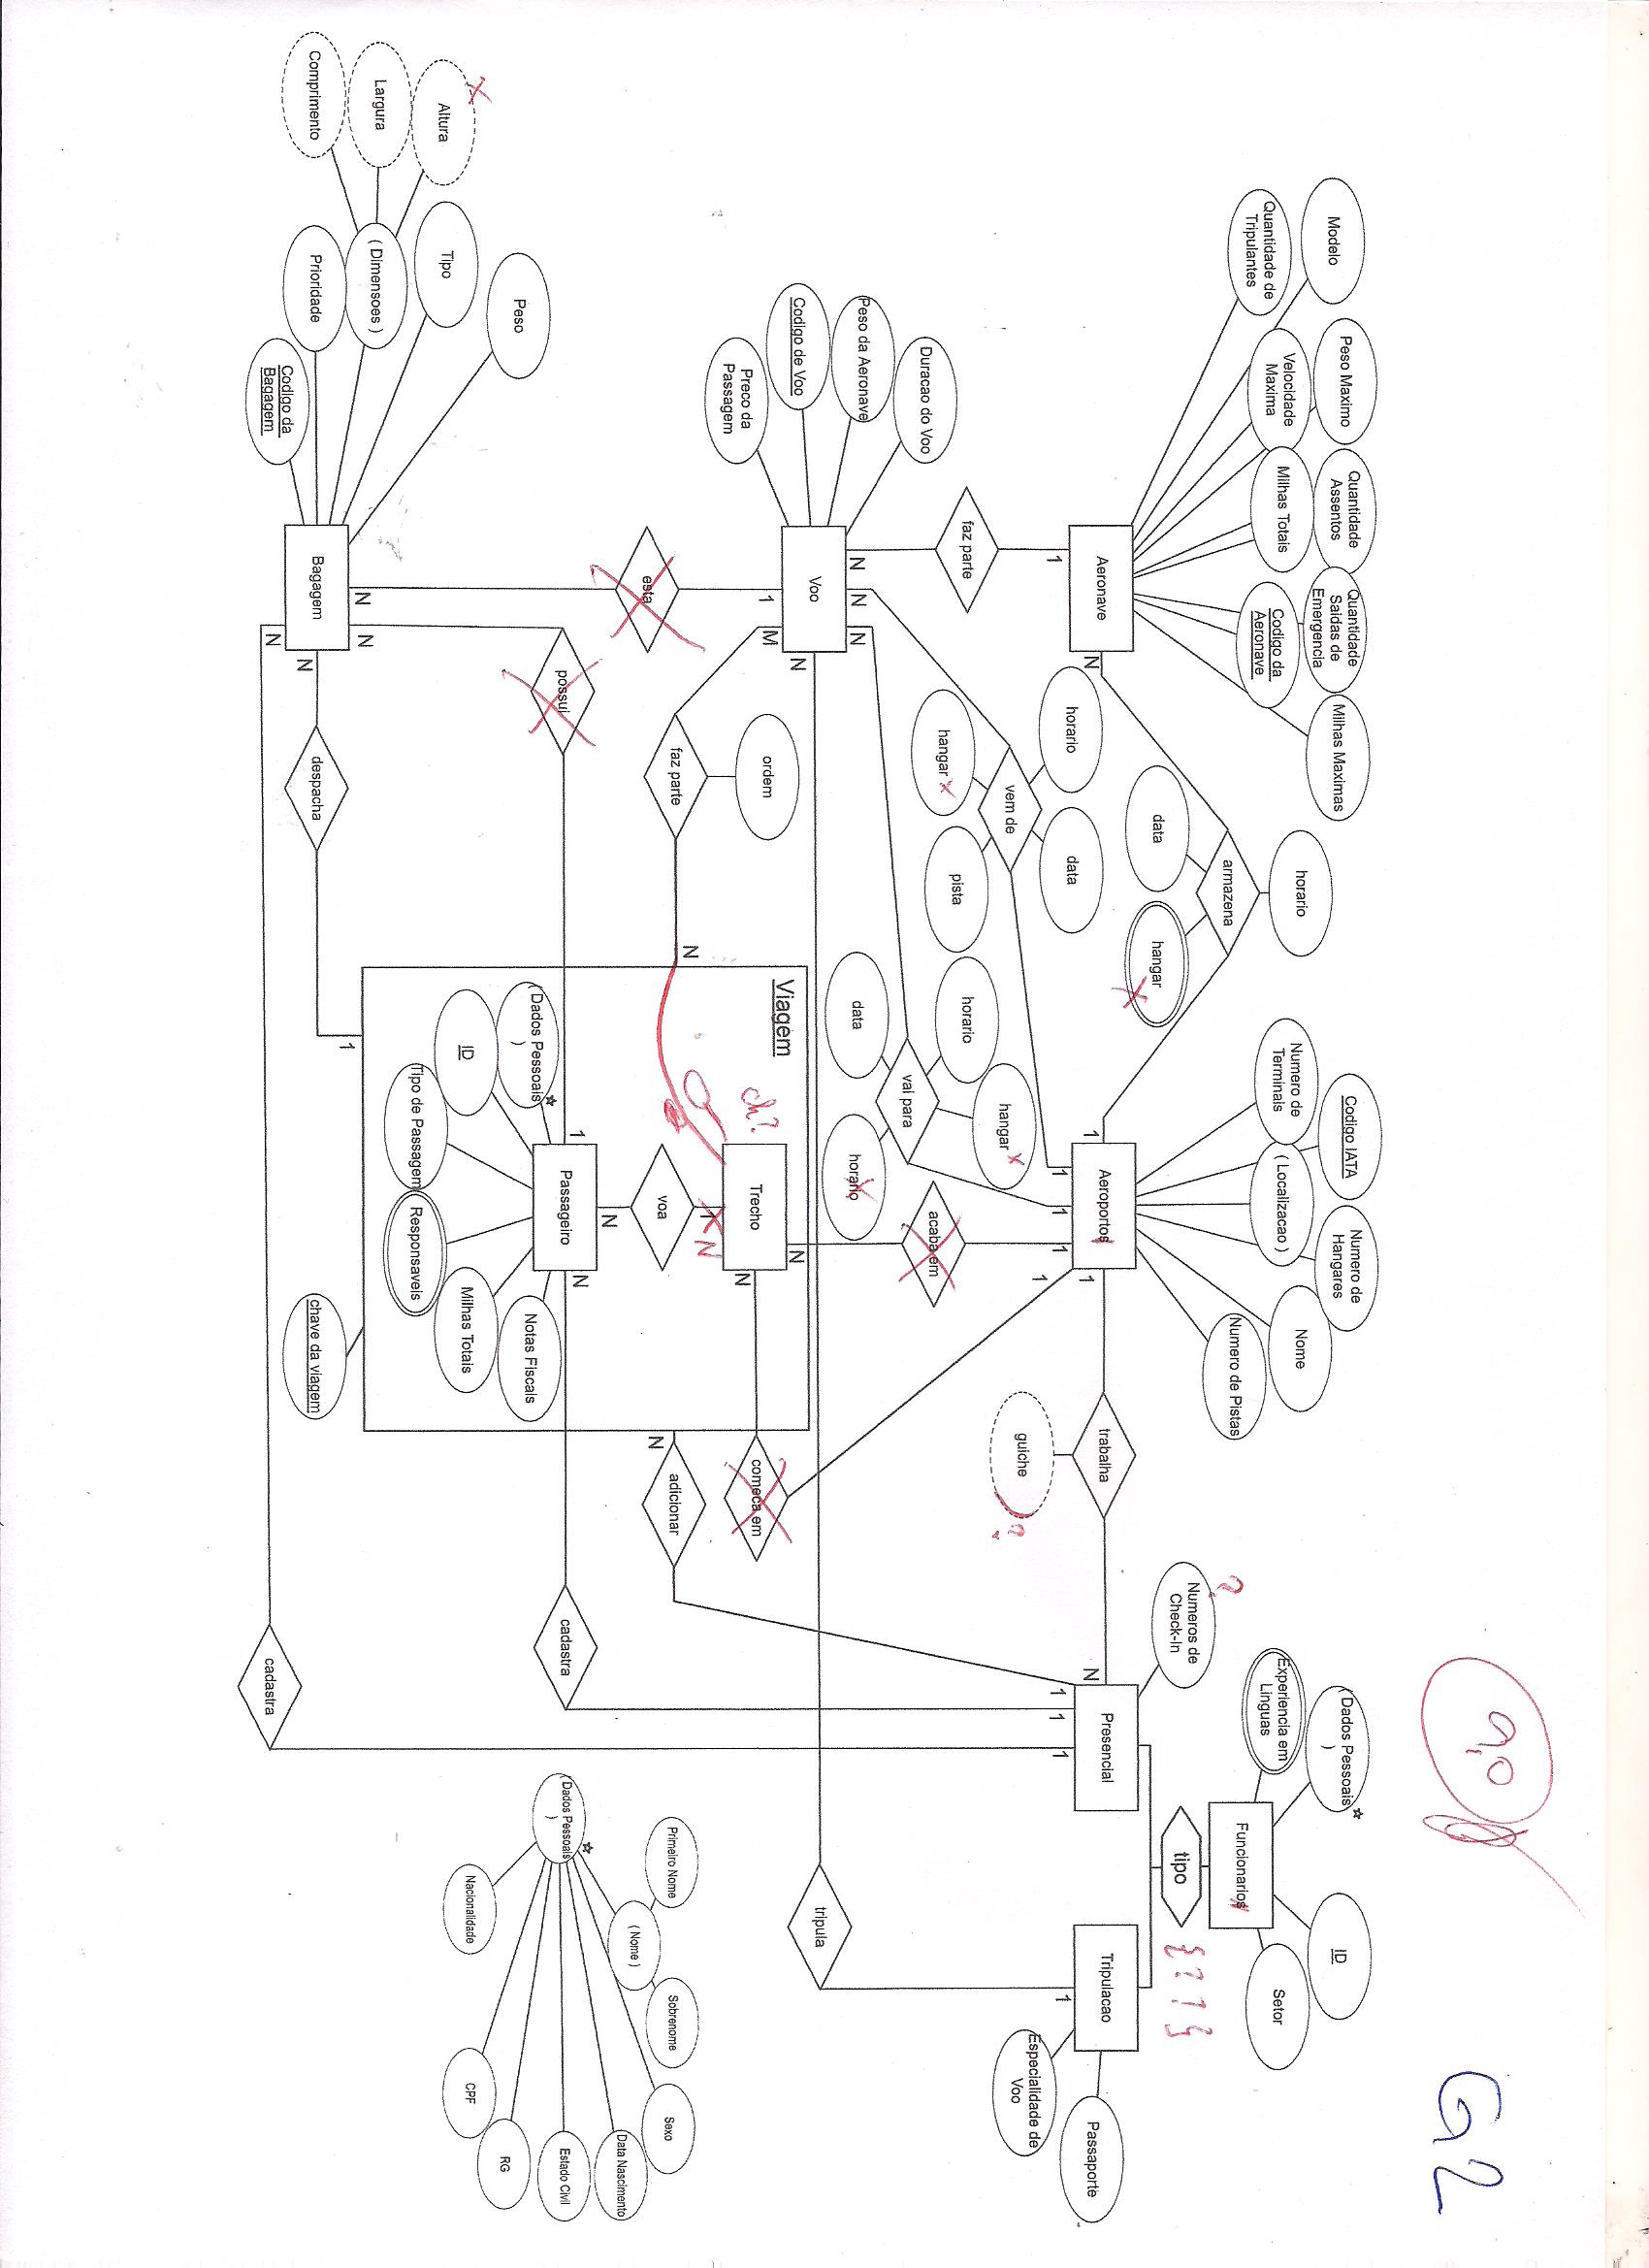 9,0
G2
Modelo
Peso Maximo
Quantidade
Assentos
Quantidade
Saidas de
Emergencia
Milhas Maximas
Quantidade de
Tripulantes
Velocidade
Maxima
Milhas Totais
Codigo da
Aeronave
horario
armazena
data
hangar
X
Codigo IATA
Numero de
Hangares
Numero de
Terminais
( Localizacao )
Nome
Numero de Pistas
( Dados Pessoais
)
ID
Experiencia em
Linguas
Setor
Funcionarios
?
Numeros de
Check-In
tipo
{ ? ? }
Aeronave
N
1
Aeroportos
1
1
trabalha
N
Presencial
Tripulacao
Passaporte
Especialidade de
Voo
guiche
?
1
1
1
1
1
1
1
1
horario
data
vem de
hangar X
pista
hangar X
horario
vai para
data
horario
X
acaba em
faz parte
Duracao do Voo
Peso da Aeronave
Codigo de Voo
Preco da
Passagem
N
N
N
Voo
N
1
M
tripula
ordem
faz parte
N
Viagem
N
ch?
Trecho
N
comeca em
1
X N
voa
N
adicionar
N
esta
possui
1
Passageiro
N
cadastra
( Dados Pessoais
)
Notas Fiscais
ID
Milhas Totais
Tipo de Passagem
Responsaveis
Primeiro Nome
Sobrenome
Sexo
( Nome )
Data Nascimento
( Dados Pessoais
)
Estado Civil
RG
Nacionalidade
CPF
Peso
X
Altura
Tipo
Largura
( Dimensoes )
Comprimento
Prioridade
Codigo da
Bagagem
N
N
Bagagem
N
N
despacha
1
chave da viagem
cadastra